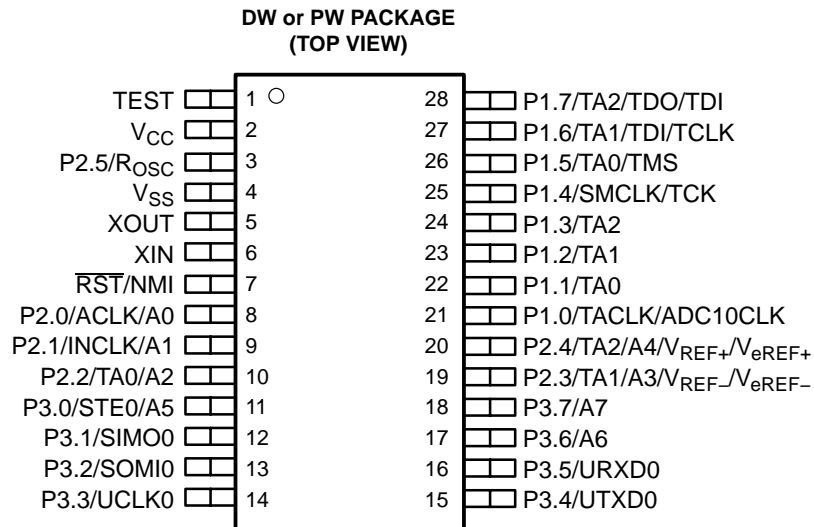 DW or PW PACKAGE
(TOP VIEW)
TEST 1 28 P1.7/TA2/TDO/TDI
VCC 2 27 P1.6/TA1/TDI/TCLK
P2.5/ROSC 3 26 P1.5/TA0/TMS
VSS 4 25 P1.4/SMCLK/TCK
XOUT 5 24 P1.3/TA2
XIN 6 23 P1.2/TA1
R̅S̅T̅/NMI 7 22 P1.1/TA0
P2.0/ACLK/A0 8 21 P1.0/TACLK/ADC10CLK
P2.1/INCLK/A1 9 20 P2.4/TA2/A4/VREF+/VeREF+
P2.2/TA0/A2 10 19 P2.3/TA1/A3/VREF−/VeREF−
P3.0/STE0/A5 11 18 P3.7/A7
P3.1/SIMO0 12 17 P3.6/A6
P3.2/SOMI0 13 16 P3.5/URXD0
P3.3/UCLK0 14 15 P3.4/UTXD0